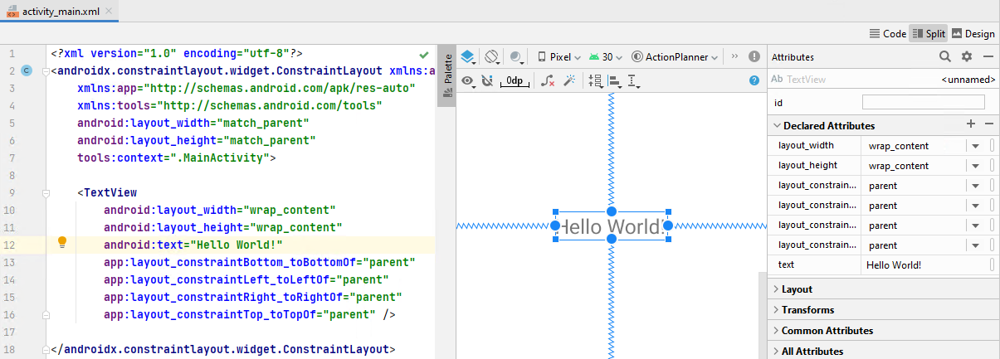 activity_main.xml
Code Split Design
1 <?xml version="1.0" encoding="utf-8"?>
2 <androidx.constraintlayout.widget.ConstraintLayout xmlns:a
3 xmlns:app="http://schemas.android.com/apk/res-auto"
4 xmlns:tools="http://schemas.android.com/tools"
5 android:layout_width="match_parent"
6 android:layout_height="match_parent"
7 tools:context=".MainActivity">
8
9 <TextView
10 android:layout_width="wrap_content"
11 android:layout_height="wrap_content"
12 android:text="Hello World!"
13 app:layout_constraintBottom_toBottomOf="parent"
14 app:layout_constraintLeft_toLeftOf="parent"
15 app:layout_constraintRight_toRightOf="parent"
16 app:layout_constraintTop_toTopOf="parent" />
17
18 </androidx.constraintlayout.widget.ConstraintLayout>
C
Palette
Pixel 30 ActionPlanner
0dp
Hello World!
Attributes
Ab TextView <unnamed>
id
Declared Attributes
layout_width wrap_content
layout_height wrap_content
layout_constrain... parent
layout_constrain... parent
layout_constrain... parent
layout_constrain... parent
text Hello World!
Layout
Transforms
Common Attributes
All Attributes